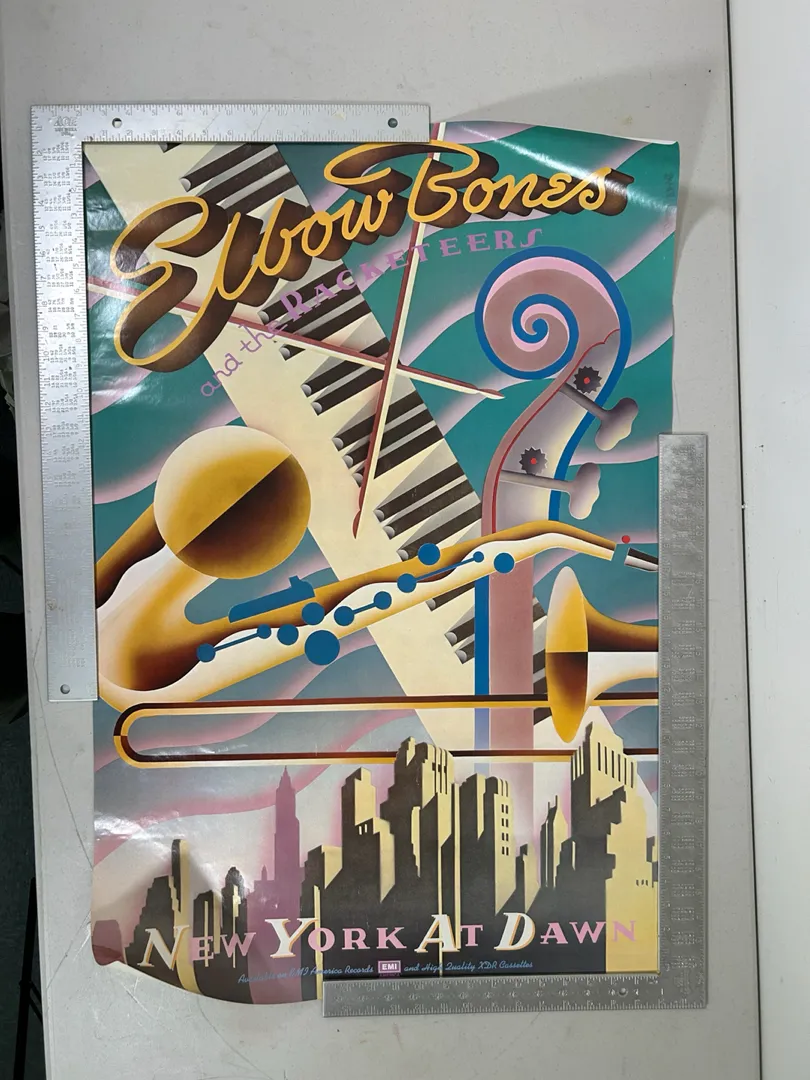 Elbow Bones
and the RACKETEERS
NEW YORK AT DAWN
Available on EMI America Records EMI and High Quality XDR Cassettes